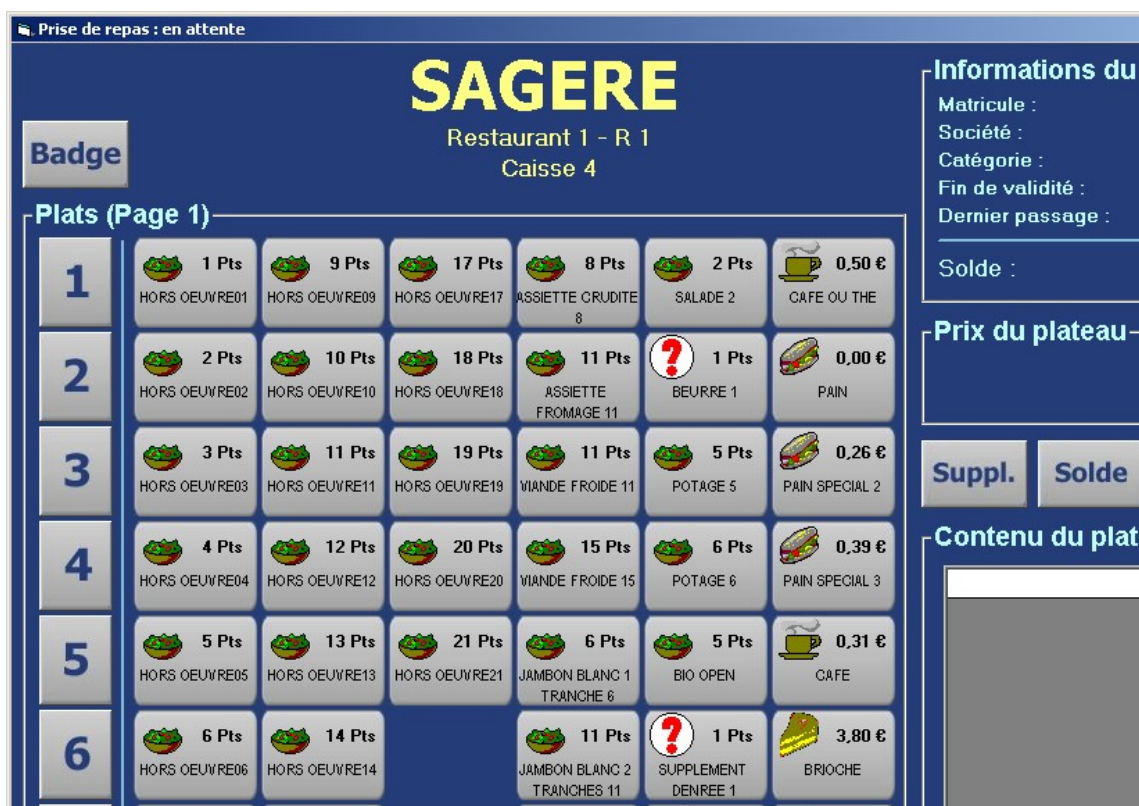 Prise de repas : en attente
SAGERE
Restaurant 1 - R 1
Caisse 4
Badge
Plats (Page 1)
1
1 Pts
HORS OEUVRE01
9 Pts
HORS OEUVRE09
17 Pts
HORS OEUVRE17
8 Pts
ASSIETTE CRUDITE
8
2 Pts
SALADE 2
0,50 €
CAFE OU THE
2
2 Pts
HORS OEUVRE02
10 Pts
HORS OEUVRE10
18 Pts
HORS OEUVRE18
11 Pts
ASSIETTE
FROMAGE 11
1 Pts
BEURRE 1
0,00 €
PAIN
3
3 Pts
HORS OEUVRE03
11 Pts
HORS OEUVRE11
19 Pts
HORS OEUVRE19
11 Pts
VIANDE FROIDE 11
5 Pts
POTAGE 5
0,26 €
PAIN SPECIAL 2
4
4 Pts
HORS OEUVRE04
12 Pts
HORS OEUVRE12
20 Pts
HORS OEUVRE20
15 Pts
VIANDE FROIDE 15
6 Pts
POTAGE 6
0,39 €
PAIN SPECIAL 3
5
5 Pts
HORS OEUVRE05
13 Pts
HORS OEUVRE13
21 Pts
HORS OEUVRE21
6 Pts
JAMBON BLANC 1
TRANCHE 6
5 Pts
BIO OPEN
0,31 €
CAFE
6
6 Pts
HORS OEUVRE06
14 Pts
HORS OEUVRE14
11 Pts
JAMBON BLANC 2
TRANCHES 11
1 Pts
SUPPLEMENT
DENREE 1
3,80 €
BRIOCHE
Informations du
Matricule :
Société :
Catégorie :
Fin de validité :
Dernier passage :
Solde :
Prix du plateau
Suppl.
Solde
Contenu du plat